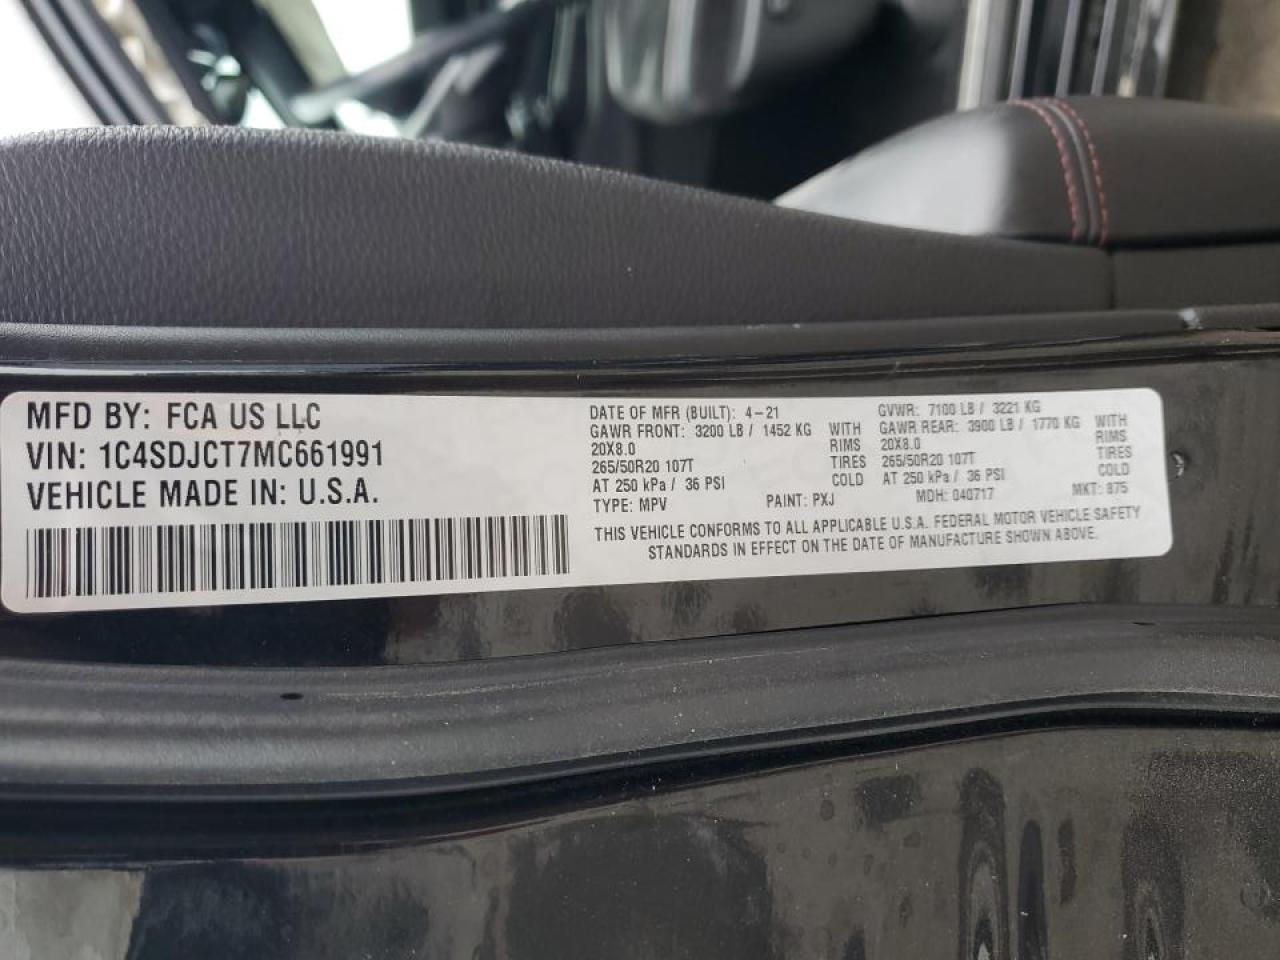 MFD BY: FCA US LLC
VIN: 1C4SDJCT7MC661991
VEHICLE MADE IN: U.S.A.
DATE OF MFR (BUILT): 4-21 GVWR: 7100 LB / 3221 KG
GAWR FRONT: 3200 LB / 1452 KG WITH GAWR REAR: 3900 LB / 1770 KG WITH
20X8.0 RIMS 20X8.0 RIMS
265/50R20 107T TIRES 265/50R20 107T TIRES
AT 250 kPa / 36 PSI COLD AT 250 kPa / 36 PSI COLD
TYPE: MPV PAINT: PXJ MDH: 040717 MKT: 875
THIS VEHICLE CONFORMS TO ALL APPLICABLE U.S.A. FEDERAL MOTOR VEHICLE SAFETY
STANDARDS IN EFFECT ON THE DATE OF MANUFACTURE SHOWN ABOVE.